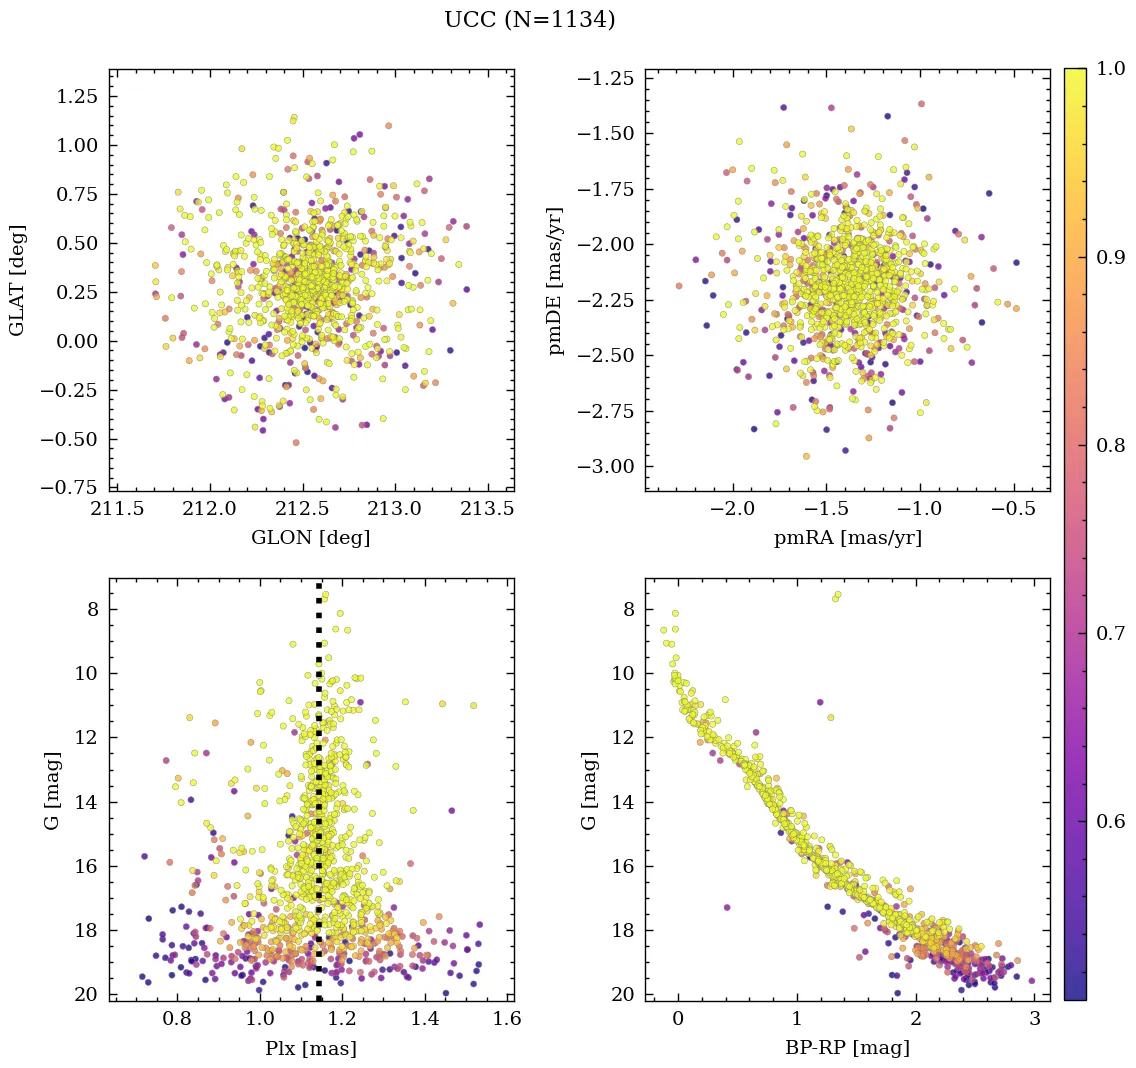 UCC (N=1134)
1.25
1.00
0.75
0.50
0.25
0.00
−0.25
−0.50
−0.75
GLAT [deg]
211.5 212.0 212.5 213.0 213.5
GLON [deg]
−1.25
−1.50
−1.75
−2.00
−2.25
−2.50
−2.75
−3.00
pmDE [mas/yr]
−2.0 −1.5 −1.0 −0.5
pmRA [mas/yr]
8
10
12
14
16
18
20
G [mag]
0.8 1.0 1.2 1.4 1.6
Plx [mas]
8
10
12
14
16
18
20
G [mag]
0 1 2 3
BP-RP [mag]
1.0
0.9
0.8
0.7
0.6